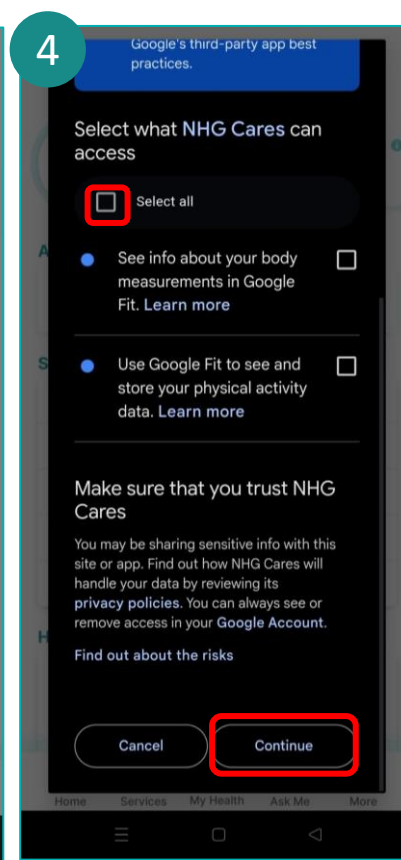 4
Google's third-party app best
practices.
Select what NHG Cares can
access
Select all
See info about your body
measurements in Google
Fit. Learn more
Use Google Fit to see and
store your physical activity
data. Learn more
Make sure that you trust NHG
Cares
You may be sharing sensitive info with this
site or app. Find out how NHG Cares will
handle your data by reviewing its
privacy policies. You can always see or
remove access in your Google Account.
Find out about the risks
Cancel Continue
Home Services My Health Ask Me More